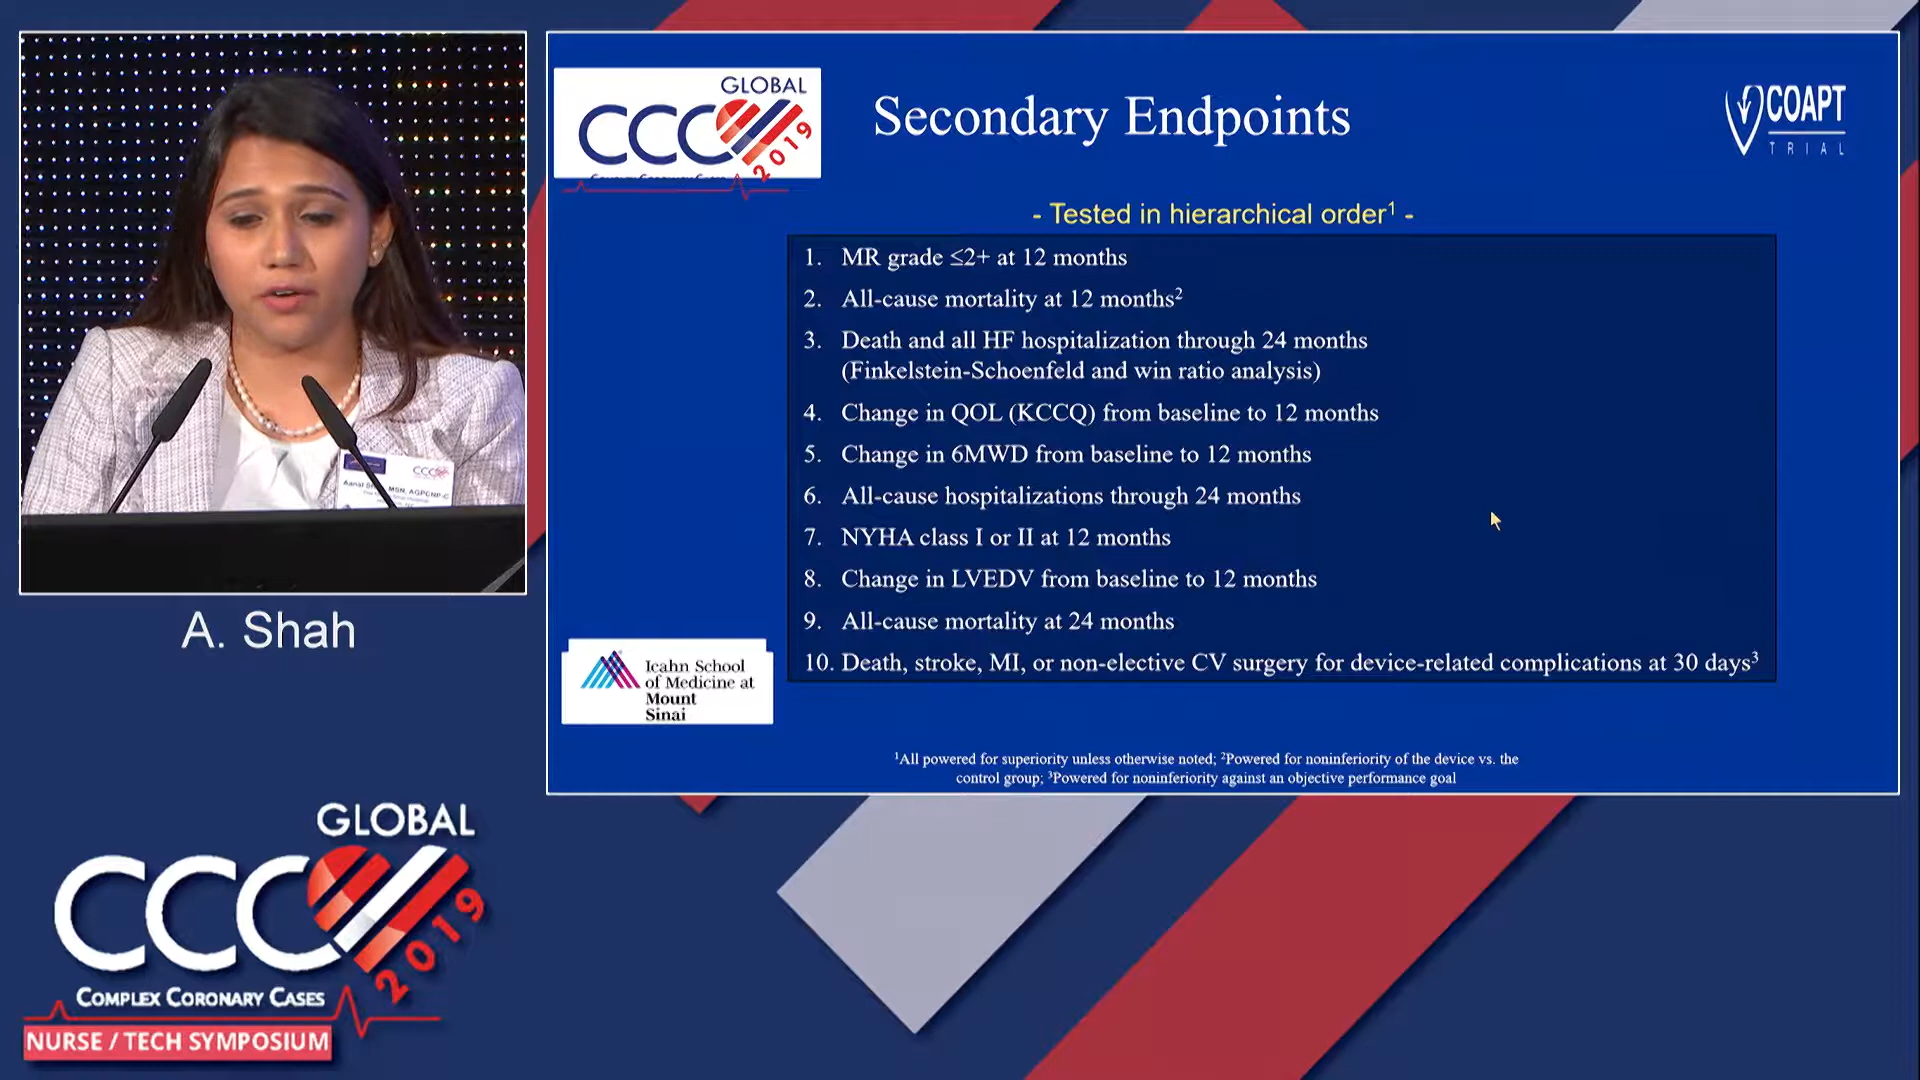 GLOBAL
CCC
2019
Secondary Endpoints
COAPT
TRIAL
- Tested in hierarchical order¹ -
1. MR grade ≤2+ at 12 months
2. All-cause mortality at 12 months²
3. Death and all HF hospitalization through 24 months
(Finkelstein-Schoenfeld and win ratio analysis)
4. Change in QOL (KCCQ) from baseline to 12 months
5. Change in 6MWD from baseline to 12 months
6. All-cause hospitalizations through 24 months
7. NYHA class I or II at 12 months
8. Change in LVEDV from baseline to 12 months
9. All-cause mortality at 24 months
10. Death, stroke, MI, or non-elective CV surgery for device-related complications at 30 days³
Icahn School
of Medicine at
Mount
Sinai
¹All powered for superiority unless otherwise noted; ²Powered for noninferiority of the device vs. the
control group; ³Powered for noninferiority against an objective performance goal
CCC
MSN, AGPCNP-C
A. Shah
GLOBAL
CCC
2019
COMPLEX CORONARY CASES
NURSE / TECH SYMPOSIUM